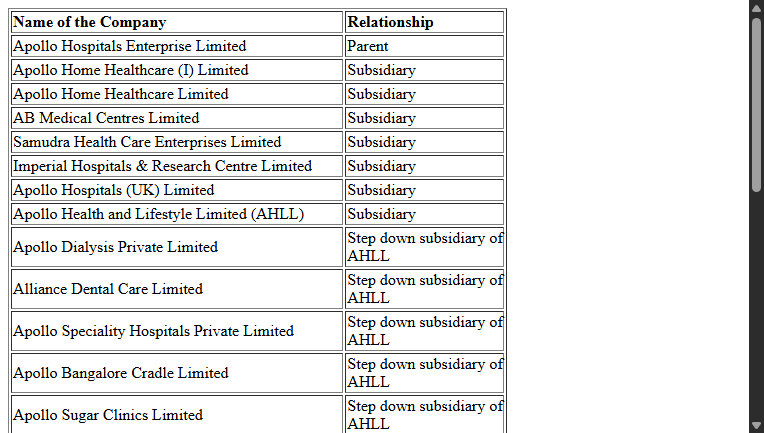 Name of the Company Relationship
Apollo Hospitals Enterprise Limited Parent
Apollo Home Healthcare (I) Limited Subsidiary
Apollo Home Healthcare Limited Subsidiary
AB Medical Centres Limited Subsidiary
Samudra Health Care Enterprises Limited Subsidiary
Imperial Hospitals & Research Centre Limited Subsidiary
Apollo Hospitals (UK) Limited Subsidiary
Apollo Health and Lifestyle Limited (AHLL) Subsidiary
Apollo Dialysis Private Limited Step down subsidiary of
AHLL
Alliance Dental Care Limited Step down subsidiary of
AHLL
Apollo Speciality Hospitals Private Limited Step down subsidiary of
AHLL
Apollo Bangalore Cradle Limited Step down subsidiary of
AHLL
Apollo Sugar Clinics Limited Step down subsidiary of
AHLL